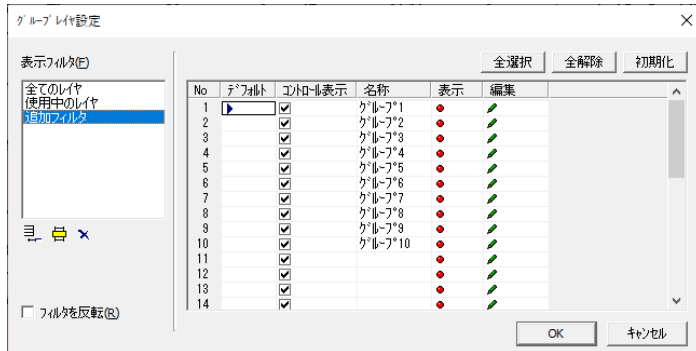 ｸﾞﾙｰﾌﾟﾚｲﾔ設定
表示ﾌｨﾙﾀ(F)
全選択 全解除 初期化
全てのﾚｲﾔ
使用中のﾚｲﾔ
追加ﾌｨﾙﾀ
No ﾃﾞﾌｫﾙﾄ ｺﾝﾄﾛｰﾙ表示 名称 表示 編集
1 ｸﾞﾙｰﾌﾟ1
2 ｸﾞﾙｰﾌﾟ2
3 ｸﾞﾙｰﾌﾟ3
4 ｸﾞﾙｰﾌﾟ4
5 ｸﾞﾙｰﾌﾟ5
6 ｸﾞﾙｰﾌﾟ6
7 ｸﾞﾙｰﾌﾟ7
8 ｸﾞﾙｰﾌﾟ8
9 ｸﾞﾙｰﾌﾟ9
10 ｸﾞﾙｰﾌﾟ10
11
12
13
14
ﾌｨﾙﾀを反転(R)
OK ｷｬﾝｾﾙ